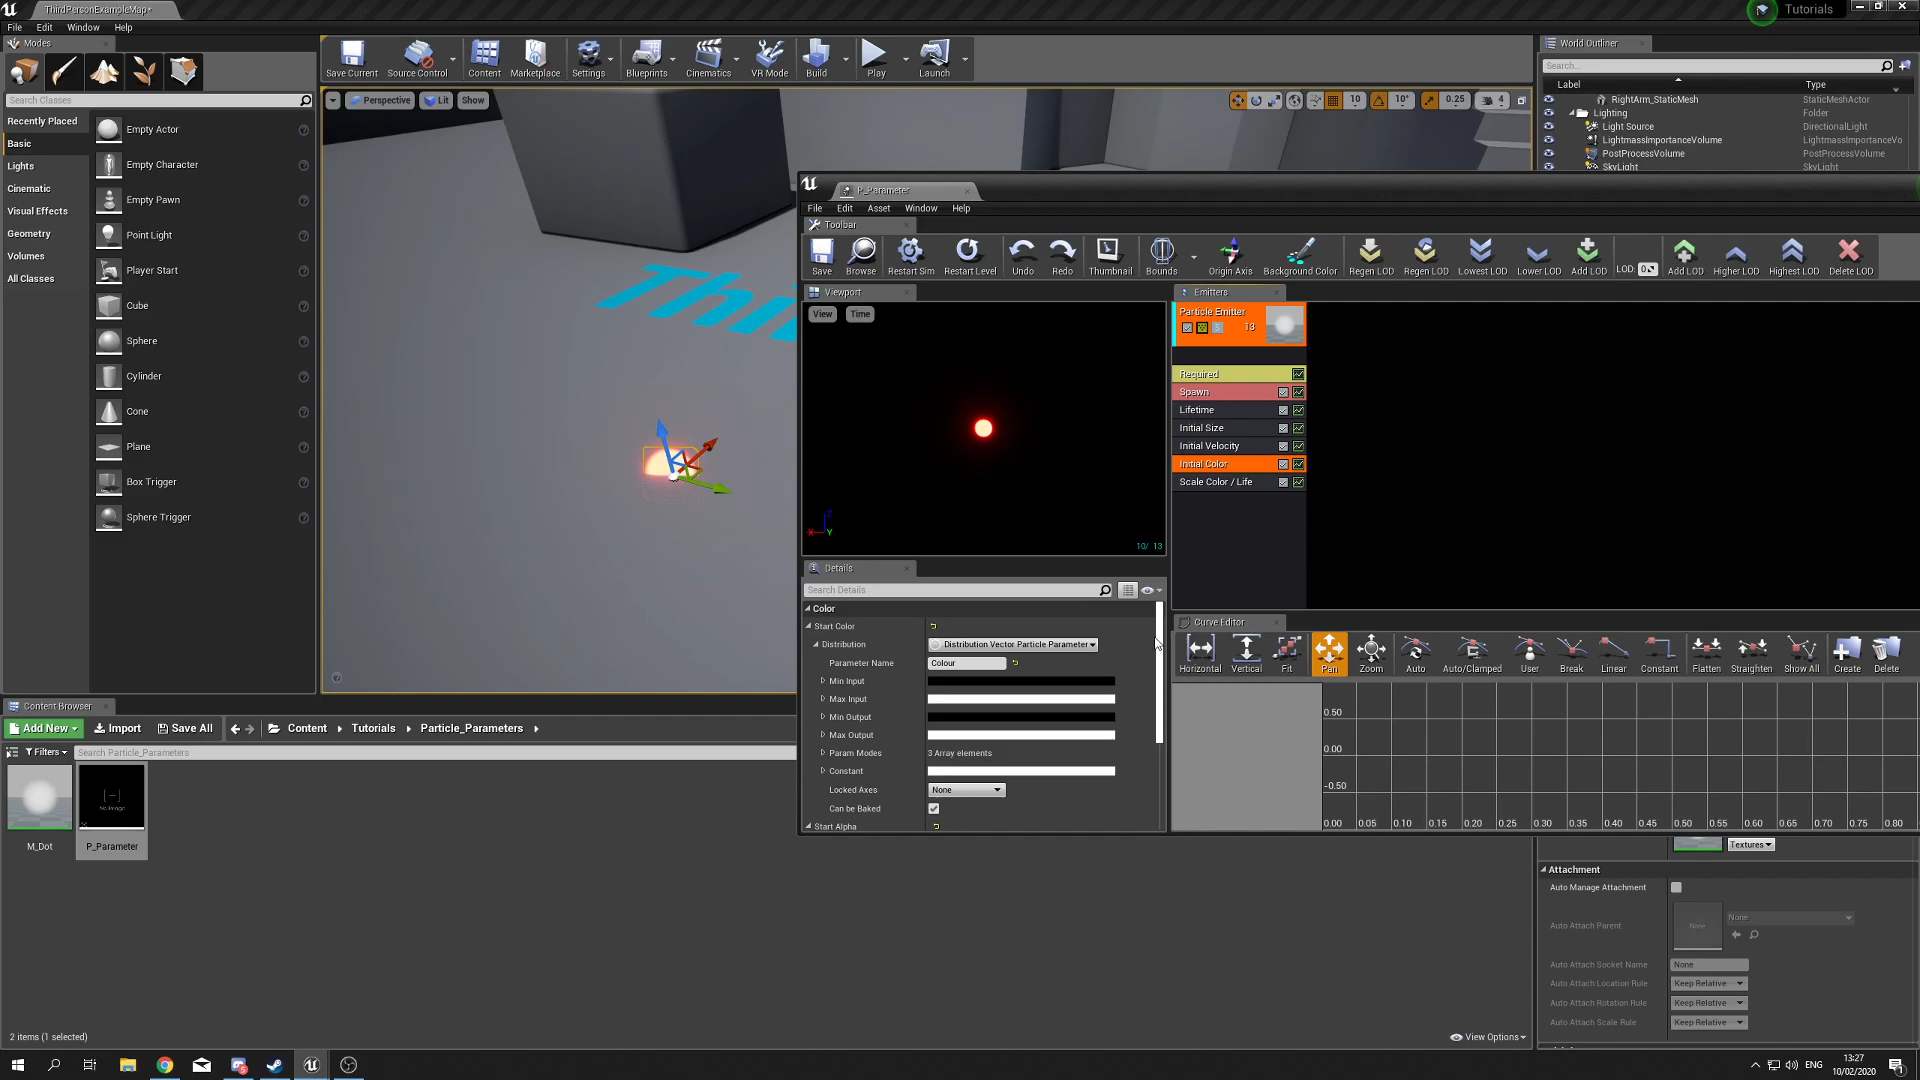 ThirdPersonExampleMap*
Tutorials
File Edit Window Help
Modes
Search Classes
Recently Placed
Basic
Lights
Cinematic
Visual Effects
Geometry
Volumes
All Classes
Empty Actor
Empty Character
Empty Pawn
Point Light
Player Start
Cube
Sphere
Cylinder
Cone
Plane
Box Trigger
Sphere Trigger
Save Current Source Control Content Marketplace Settings Blueprints Cinematics VR Mode Build Play Launch
Perspective Lit Show
10 10° 0.25 4
Thi
World Outliner
Search...
Label Type
RightArm_StaticMesh StaticMeshActor
Lighting Folder
Light Source DirectionalLight
LightmassImportanceVolume LightmassImportanceVo
PostProcessVolume PostProcessVolume
SkyLight SkyLight
P_Parameter
File Edit Asset Window Help
Toolbar
Save Browse Restart Sim Restart Level Undo Redo Thumbnail Bounds Origin Axis Background Color Regen LOD Regen LOD Lowest LOD Lower LOD Add LOD LOD: 0 Add LOD Higher LOD Highest LOD Delete LOD
Viewport
View Time
X Z Y
10/ 13
Emitters
Particle Emitter
S 13
Required
Spawn
Lifetime
Initial Size
Initial Velocity
Initial Color
Scale Color / Life
Details
Search Details
Color
Start Color
Distribution Distribution Vector Particle Parameter
Parameter Name Colour
Min Input
Max Input
Min Output
Max Output
Param Modes 3 Array elements
Constant
Locked Axes None
Can be Baked
Start Alpha
Curve Editor
Horizontal Vertical Fit Pan Zoom Auto Auto/Clamped User Break Linear Constant Flatten Straighten Show All Create Delete
0.50
0.00
-0.50
0.00 0.05 0.10 0.15 0.20 0.25 0.30 0.35 0.40 0.45 0.50 0.55 0.60 0.65 0.70 0.75 0.80
Content Browser
Add New Import Save All Content Tutorials Particle_Parameters
Filters Search Particle_Parameters
No Image
M_Dot
P_Parameter
2 items (1 selected)
View Options
Textures
Attachment
Auto Manage Attachment
Auto Attach Parent None None
Auto Attach Socket Name None
Auto Attach Location Rule Keep Relative
Auto Attach Rotation Rule Keep Relative
Auto Attach Scale Rule Keep Relative
ENG
13:27
10/02/2020